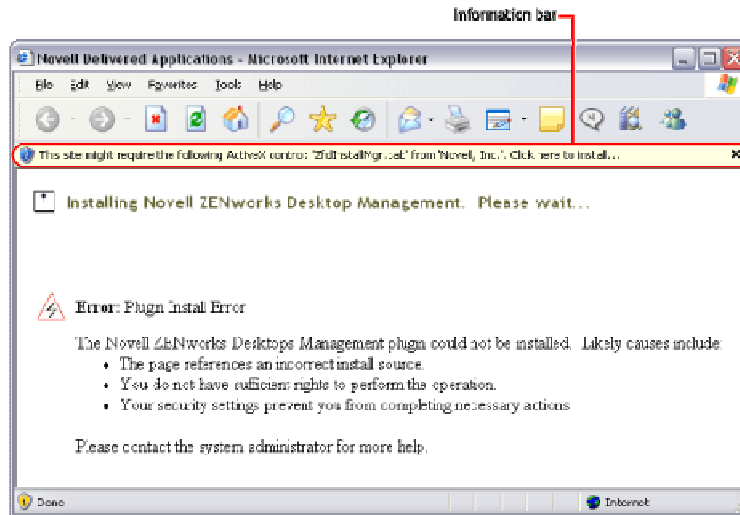 Information bar
Novell Delivered Applications - Microsoft Internet Explorer
File Edit View Favorites Tools Help
This site might require the following ActiveX control: 'ZfdInstallMgr.cab' from 'Novell, Inc.'. Click here to install...
Installing Novell ZENworks Desktop Management. Please wait...
Error: Plugin Install Error
The Novell ZENworks Desktops Management plugin could not be installed. Likely causes include:
• The page references an incorrect install source.
• You do not have sufficient rights to perform this operation.
• Your security settings prevent you from completing necessary actions
Please contact the system administrator for more help.
Done
Internet